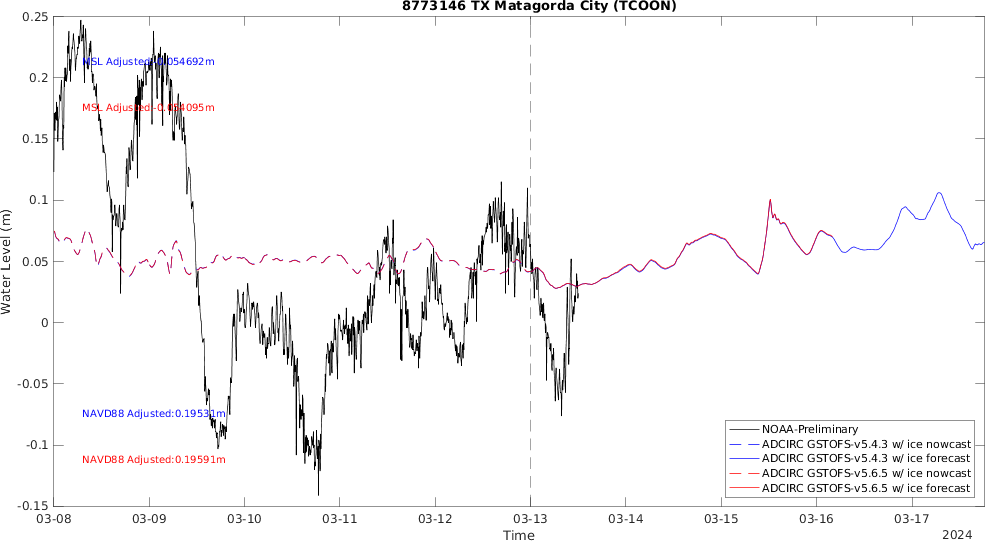 8773146 TX Matagorda City (TCOON)
0.25
0.2
0.15
0.1
0.05
0
-0.05
-0.1
-0.15
Water Level (m)
MSL Adjusted:-0.054692m
MSL Adjusted:-0.054095m
NAVD88 Adjusted:0.19531m
NAVD88 Adjusted:0.19591m
NOAA-Preliminary
ADCIRC GSTOFS-v5.4.3 w/ ice nowcast
ADCIRC GSTOFS-v5.4.3 w/ ice forecast
ADCIRC GSTOFS-v5.6.5 w/ ice nowcast
ADCIRC GSTOFS-v5.6.5 w/ ice forecast
03-08 03-09 03-10 03-11 03-12 03-13 03-14 03-15 03-16 03-17
Time
2024